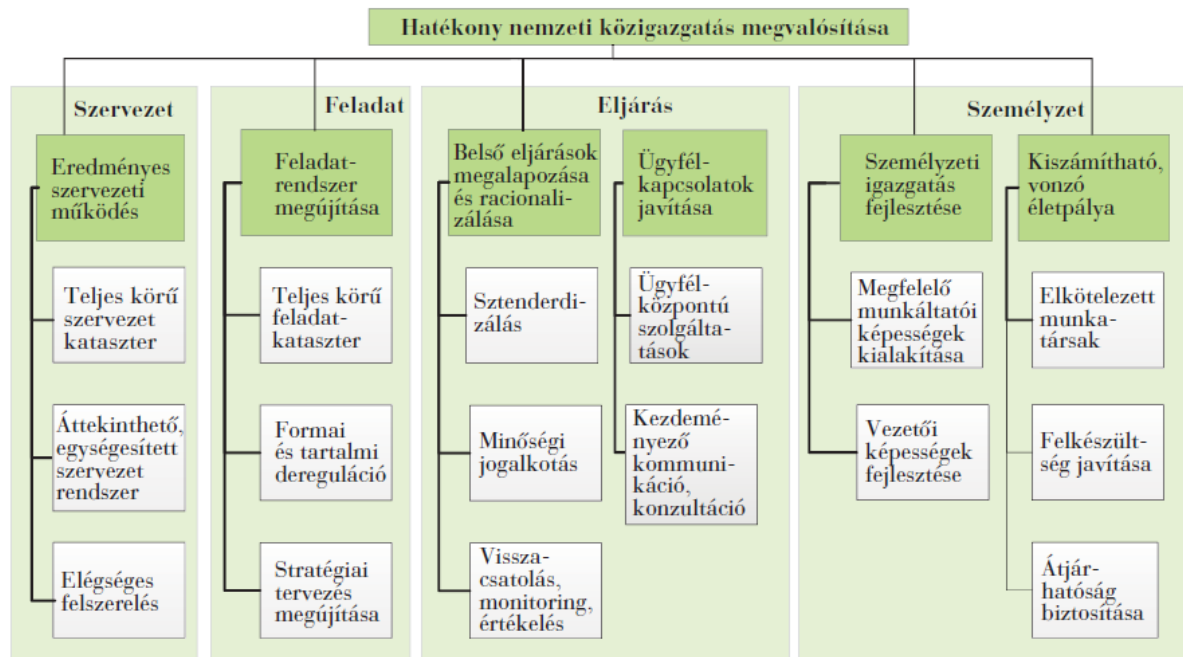 Hatékony nemzeti közigazgatás megvalósítása
Szervezet
Eredményes
szervezeti
működés
Teljes körű
szervezet
kataszter
Áttekinthető,
egységesített
szervezet
rendszer
Elégséges
felszerelés
Feladat
Feladat-
rendszer
megújítása
Teljes körű
feladat-
kataszter
Formai
és tartalmi
dereguláció
Stratégiai
tervezés
megújítása
Eljárás
Belső eljárások
megalapozása
és racionali-
zálása
Sztenderdi-
zálás
Minőségi
jogalkotás
Vissza-
csatolás,
monitoring,
értékelés
Ügyfél-
kapcsolatok
javítása
Ügyfél-
központú
szolgálta-
tások
Kezdemé-
nyező
kommuni-
káció,
konzultáció
Személyzet
Személyzeti
igazgatás
fejlesztése
Megfelelő
munkáltatói
képességek
kialakítása
Vezetői
képességek
fejlesztése
Kiszámítható,
vonzó
életpálya
Elkötelezett
munka-
társak
Felkészült-
ség javítása
Átjár-
hatóság
biztosítása